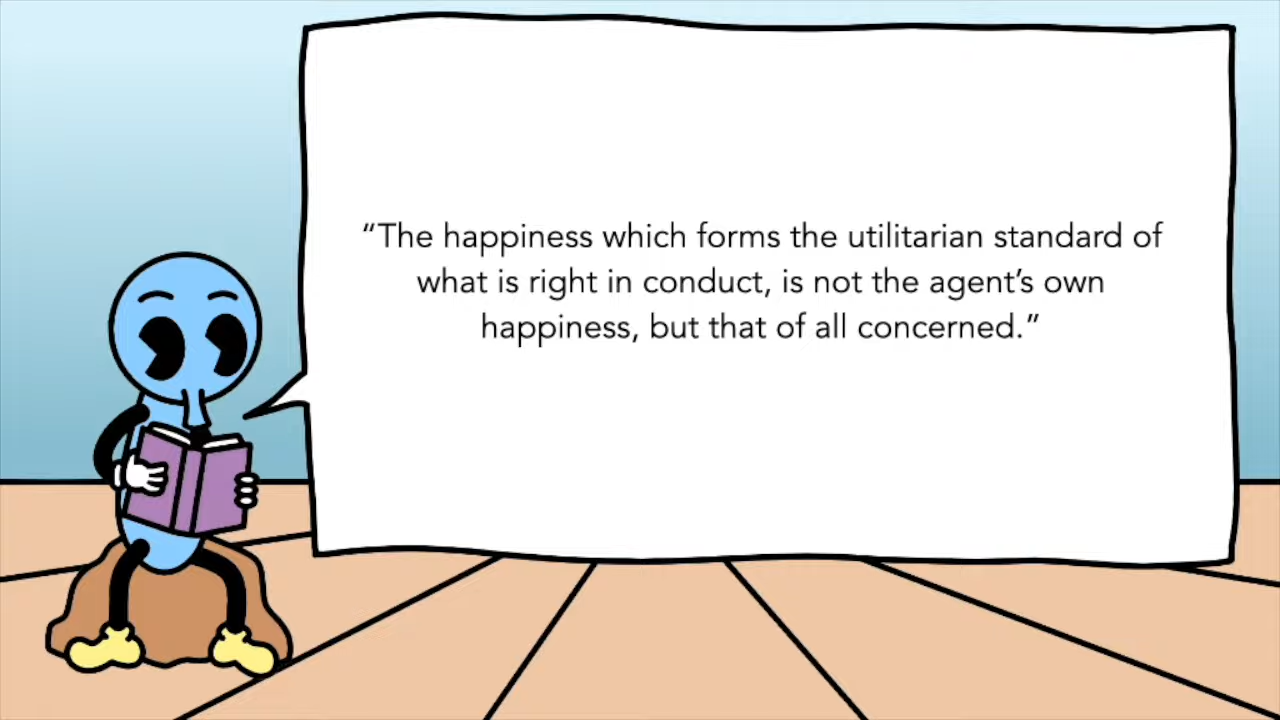 “The happiness which forms the utilitarian standard of
what is right in conduct, is not the agent’s own
happiness, but that of all concerned.”